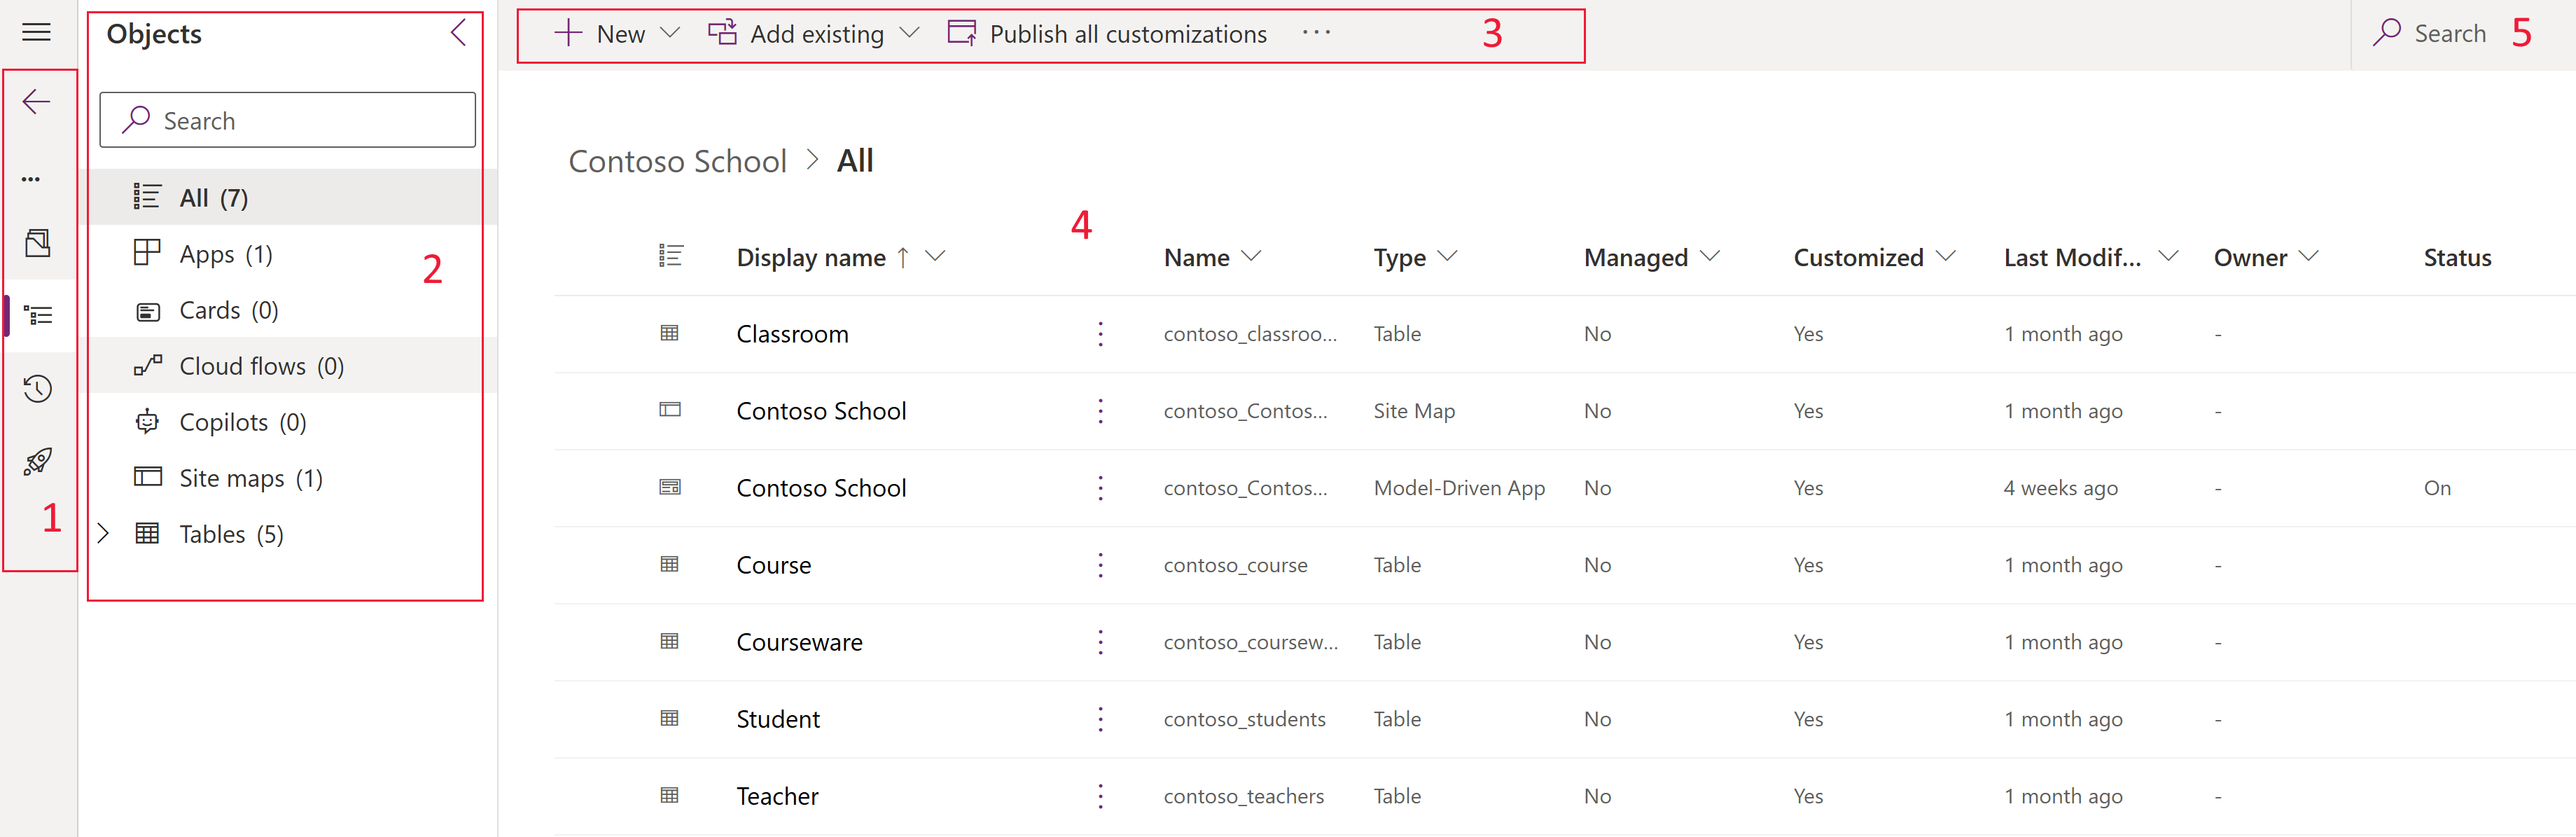 Objects
Search
All (7)
Apps (1)
Cards (0)
Cloud flows (0)
Copilots (0)
Site maps (1)
Tables (5)
1
2
New Add existing Publish all customizations ... 3
Search 5
Contoso School > All
4
Display name ↑ Name Type Managed Customized Last Modif... Owner Status
Classroom contoso_classroo... Table No Yes 1 month ago -
Contoso School contoso_Contos... Site Map No Yes 1 month ago -
Contoso School contoso_Contos... Model-Driven App No Yes 4 weeks ago - On
Course contoso_course Table No Yes 1 month ago -
Courseware contoso_coursew... Table No Yes 1 month ago -
Student contoso_students Table No Yes 1 month ago -
Teacher contoso_teachers Table No Yes 1 month ago -